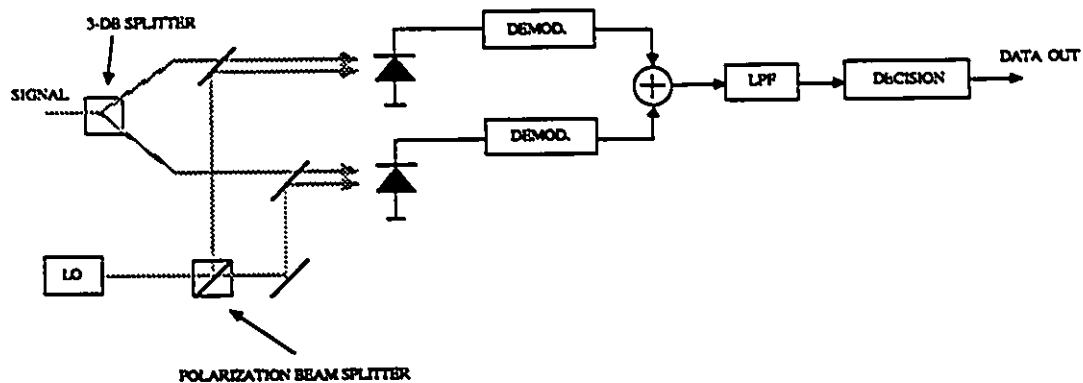 3-DB SPLITTER
SIGNAL
DEMOD.
LPF
DECISION
DATA OUT
DEMOD.
LO
POLARIZATION BEAM SPLITTER